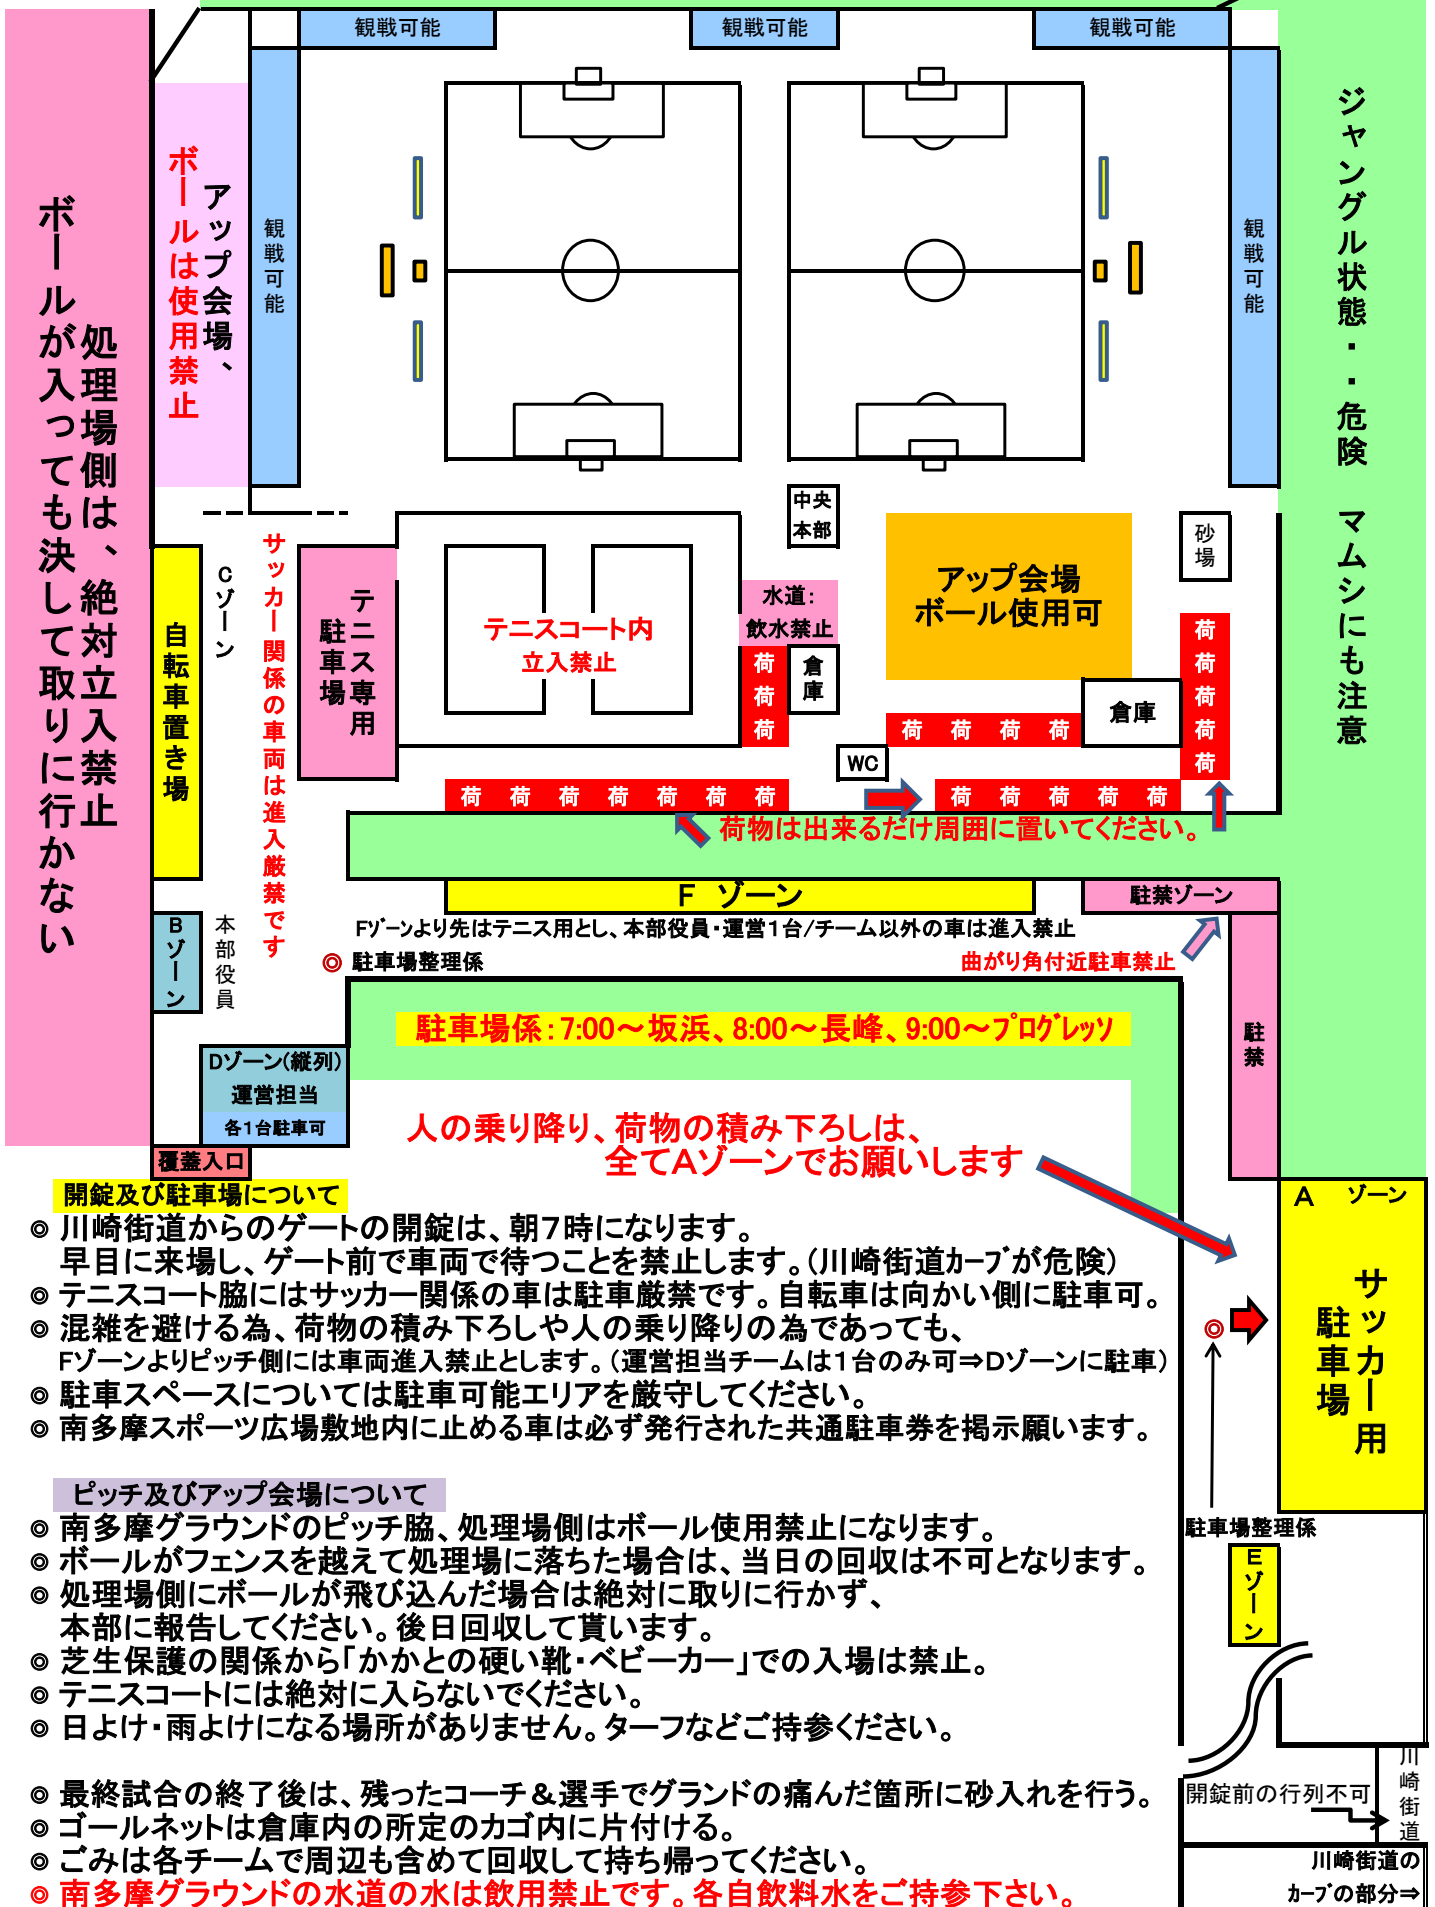 観戦可能
観戦可能
観戦可能
処理場側は、絶対立入禁止
ボールが入っても決して取りに行かない
アップ会場、
ボールは使用禁止
観戦可能
観戦可能
ジャングル状態・・危険　マムシにも注意
中央
本部
砂場
アップ会場
ボール使用可
Cゾーン
サッカー関係の車両は進入厳禁です
テニス専用
駐車場
自転車置き場
テニスコート内
立入禁止
水道:
飲水禁止
倉庫
荷
荷
荷
荷
荷
荷
荷
荷
倉庫
荷 荷 荷 荷
WC
荷 荷 荷 荷 荷 荷 荷
荷 荷 荷 荷 荷
荷物は出来るだけ周囲に置いてください。
F ゾーン
駐禁ゾーン
Bゾーン
本部役員
Fゾーンより先はテニス用とし、本部役員・運営1台/チーム以外の車は進入禁止
◎ 駐車場整理係
曲がり角付近駐車禁止
駐車場係:7:00～坂浜、8:00～長峰、9:00～プログレッソ
駐禁
Dゾーン(縦列)
運営担当
各1台駐車可
人の乗り降り、荷物の積み下ろしは、
全てAゾーンでお願いします
覆蓋入口
A ゾーン
サッカー用
駐車場
開錠及び駐車場について
◎ 川崎街道からのゲートの開錠は、朝7時になります。
早目に来場し、ゲート前で車両で待つことを禁止します。(川崎街道カーブが危険)
◎ テニスコート脇にはサッカー関係の車は駐車厳禁です。自転車は向かい側に駐車可。
◎ 混雑を避ける為、荷物の積み下ろしや人の乗り降りの為であっても、
Fゾーンよりピッチ側には車両進入禁止とします。(運営担当チームは1台のみ可⇒Dゾーンに駐車)
◎ 駐車スペースについては駐車可能エリアを厳守してください。
◎ 南多摩スポーツ広場敷地内に止める車は必ず発行された共通駐車券を掲示願います。
◎
駐車場整理係
Eゾーン
ピッチ及びアップ会場について
◎ 南多摩グラウンドのピッチ脇、処理場側はボール使用禁止になります。
◎ ボールがフェンスを越えて処理場に落ちた場合は、当日の回収は不可となります。
◎ 処理場側にボールが飛び込んだ場合は絶対に取りに行かず、
本部に報告してください。後日回収して貰います。
◎ 芝生保護の関係から「かかとの硬い靴・ベビーカー」での入場は禁止。
◎ テニスコートには絶対に入らないでください。
◎ 日よけ・雨よけになる場所がありません。ターフなどご持参ください。
◎ 最終試合の終了後は、残ったコーチ&選手でグランドの痛んだ箇所に砂入れを行う。
◎ ゴールネットは倉庫内の所定のカゴ内に片付ける。
◎ ごみは各チームで周辺も含めて回収して持ち帰ってください。
◎ 南多摩グラウンドの水道の水は飲用禁止です。各自飲料水をご持参下さい。
開錠前の行列不可
川崎街道
川崎街道の
カーブの部分⇒